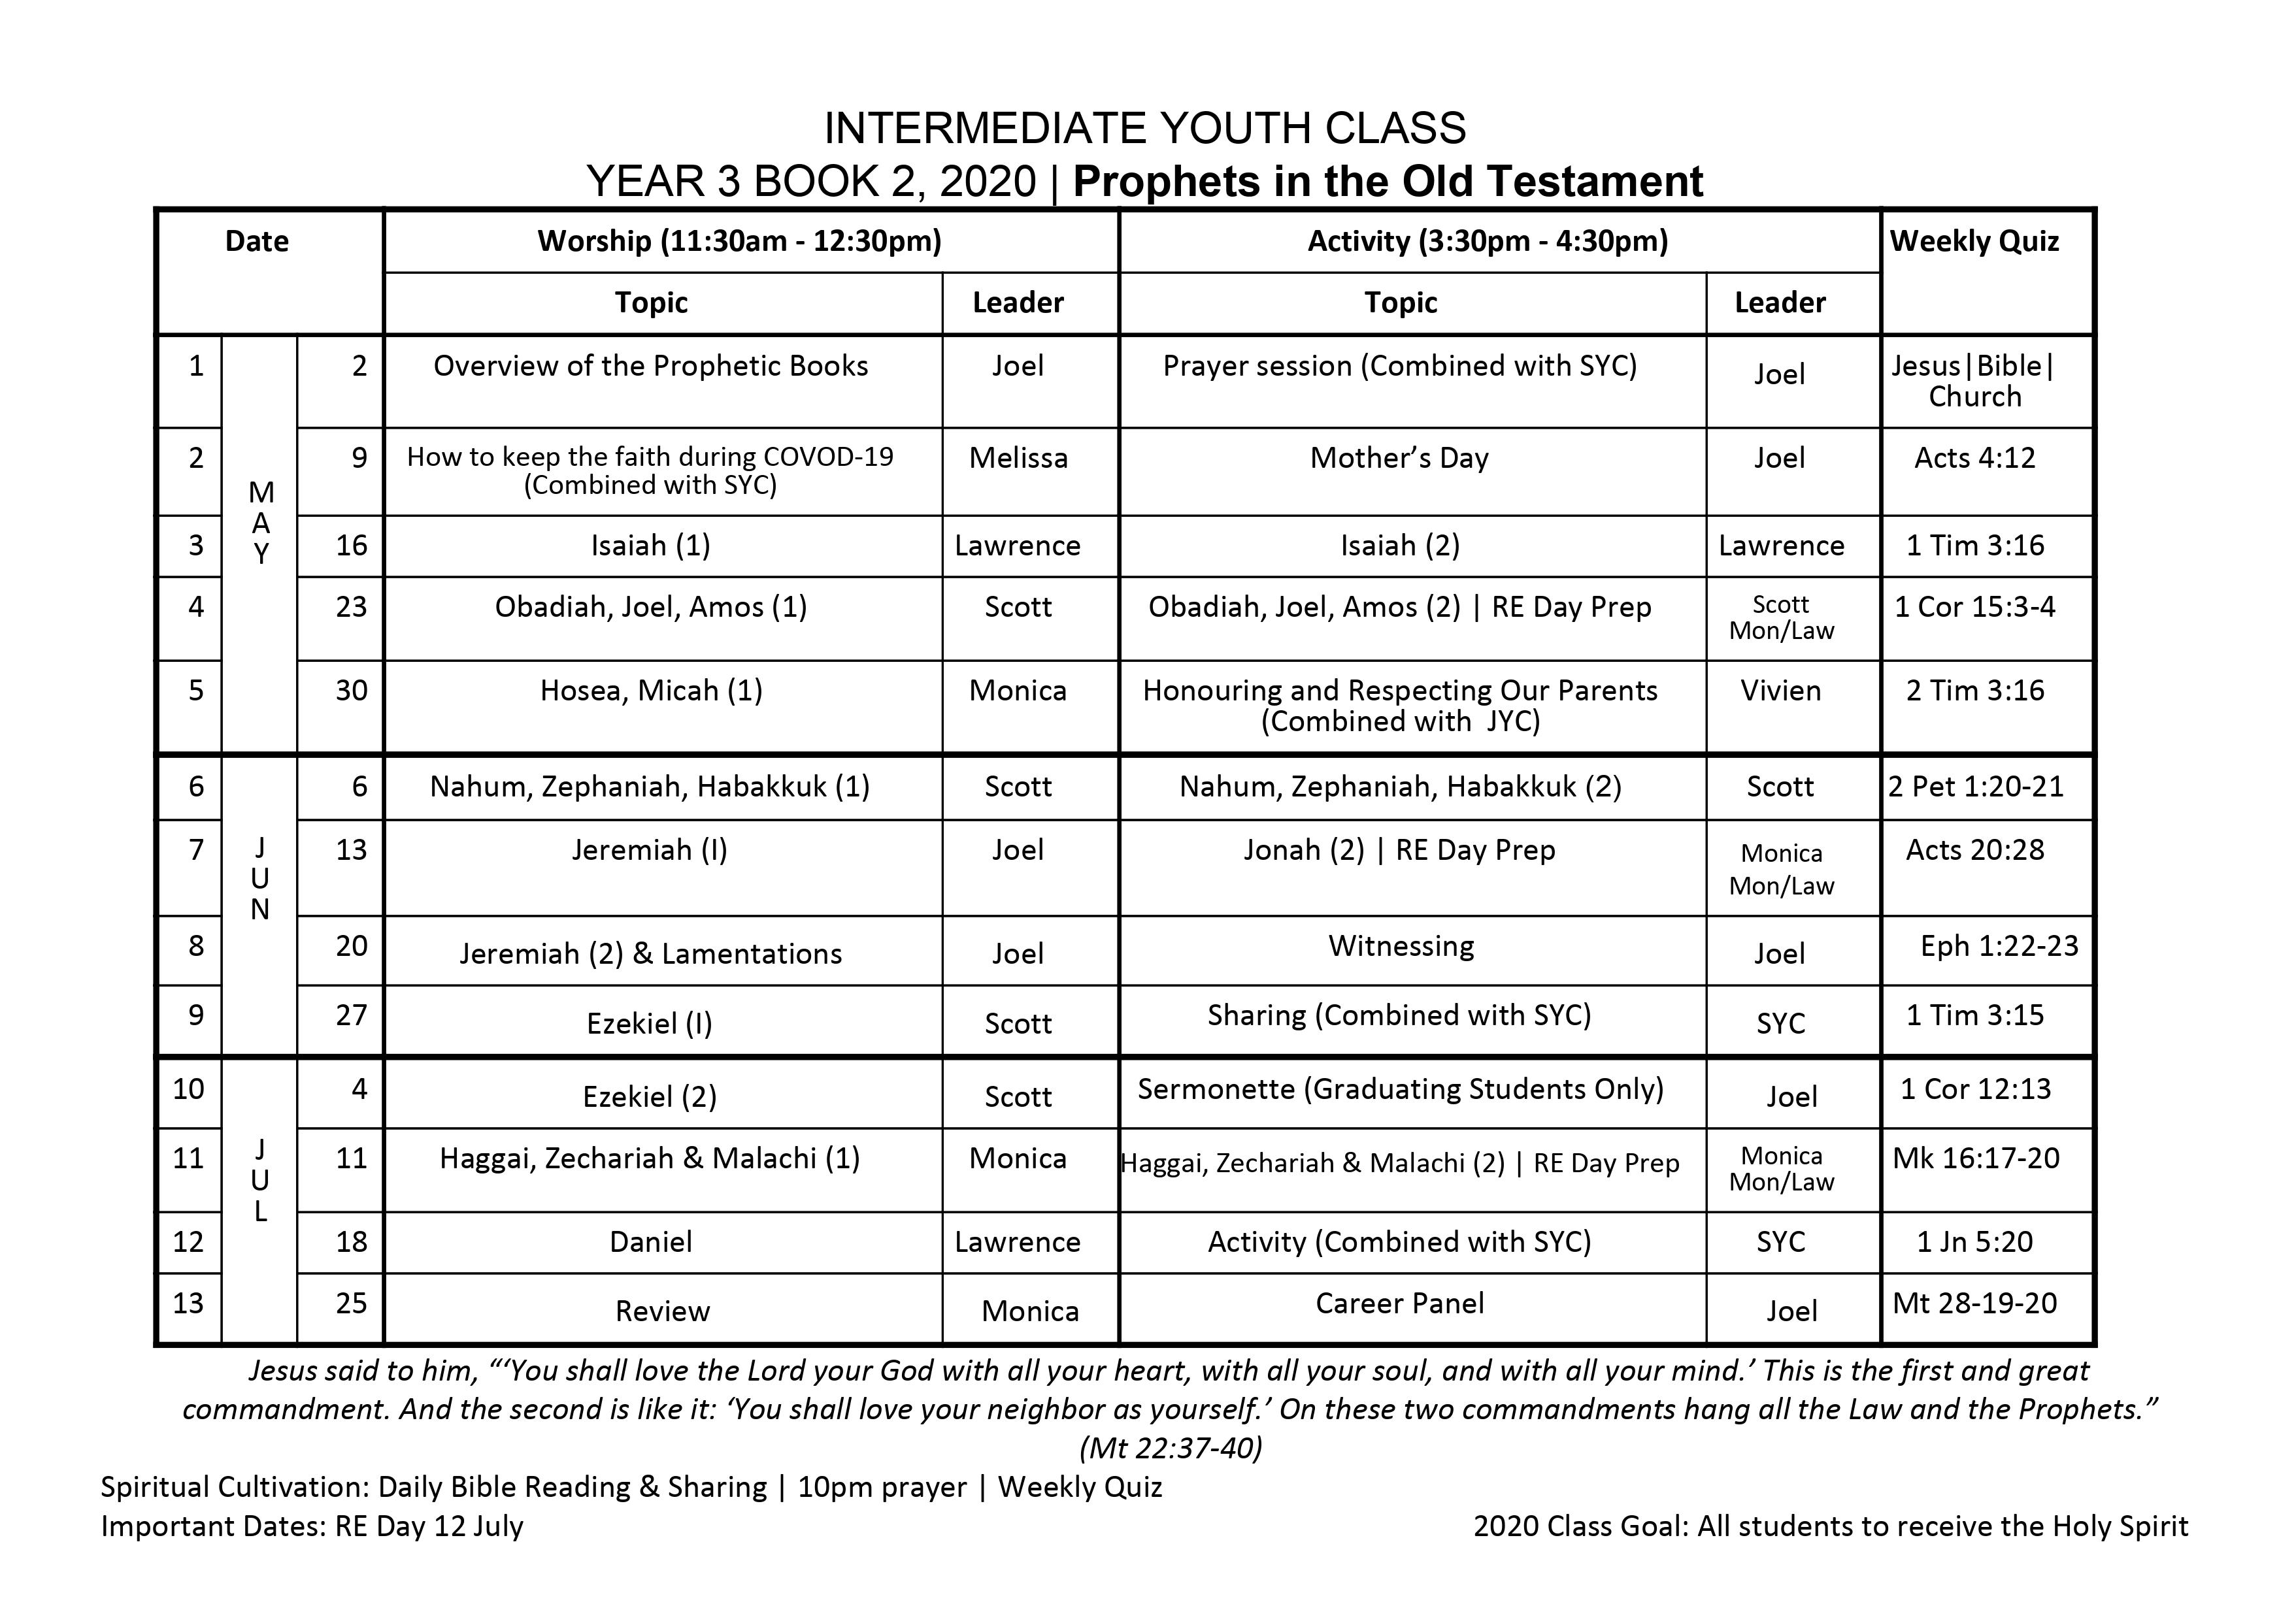 INTERMEDIATE YOUTH CLASS
YEAR 3 BOOK 2, 2020 | Prophets in the Old Testament
Date Worship (11:30am - 12:30pm) Activity (3:30pm - 4:30pm) Weekly Quiz
Topic Leader Topic Leader
MAY
1 2 Overview of the Prophetic Books Joel Prayer session (Combined with SYC) Joel Jesus|Bible|
Church
2 9 How to keep the faith during COVOD-19 Melissa Mother’s Day Joel Acts 4:12
(Combined with SYC)
3 16 Isaiah (1) Lawrence Isaiah (2) Lawrence 1 Tim 3:16
4 23 Obadiah, Joel, Amos (1) Scott Obadiah, Joel, Amos (2) | RE Day Prep Scott 1 Cor 15:3-4
Mon/Law
5 30 Hosea, Micah (1) Monica Honouring and Respecting Our Parents Vivien 2 Tim 3:16
(Combined with JYC)
JUN
6 6 Nahum, Zephaniah, Habakkuk (1) Scott Nahum, Zephaniah, Habakkuk (2) Scott 2 Pet 1:20-21
7 13 Jeremiah (I) Joel Jonah (2) | RE Day Prep Monica Acts 20:28
Mon/Law
8 20 Jeremiah (2) & Lamentations Joel Witnessing Joel Eph 1:22-23
9 27 Ezekiel (I) Scott Sharing (Combined with SYC) SYC 1 Tim 3:15
JUL
10 4 Ezekiel (2) Scott Sermonette (Graduating Students Only) Joel 1 Cor 12:13
11 11 Haggai, Zechariah & Malachi (1) Monica Haggai, Zechariah & Malachi (2) | RE Day Prep Monica Mk 16:17-20
Mon/Law
12 18 Daniel Lawrence Activity (Combined with SYC) SYC 1 Jn 5:20
13 25 Review Monica Career Panel Joel Mt 28-19-20
Jesus said to him, “‘You shall love the Lord your God with all your heart, with all your soul, and with all your mind.’ This is the first and great
commandment. And the second is like it: ‘You shall love your neighbor as yourself.’ On these two commandments hang all the Law and the Prophets.”
(Mt 22:37-40)
Spiritual Cultivation: Daily Bible Reading & Sharing | 10pm prayer | Weekly Quiz
Important Dates: RE Day 12 July 2020 Class Goal: All students to receive the Holy Spirit